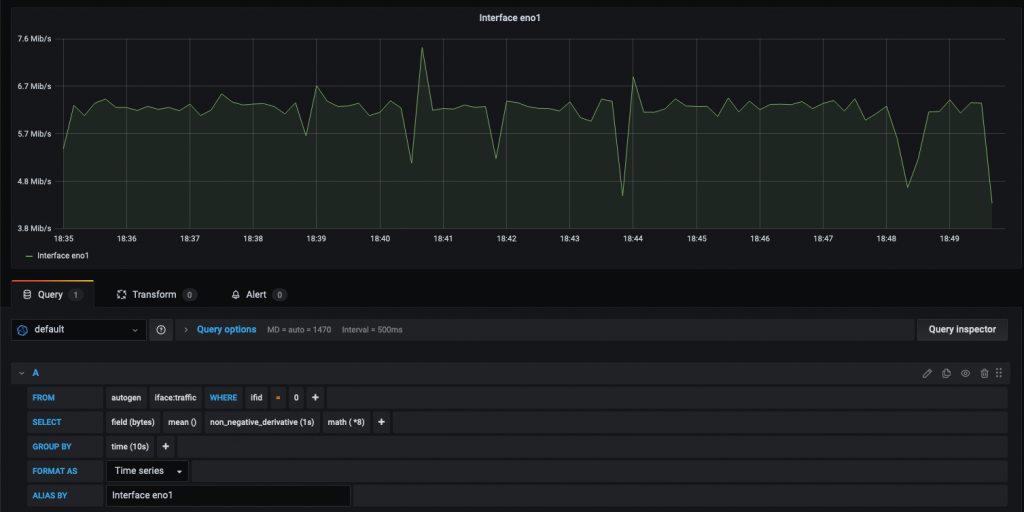 Interface eno1
7.6 Mib/s
6.7 Mib/s
5.7 Mib/s
4.8 Mib/s
3.8 Mib/s
18:35 18:36 18:37 18:38 18:39 18:40 18:41 18:42 18:43 18:44 18:45 18:46 18:47 18:48 18:49
Interface eno1
Query 1 Transform 0 Alert 0
default Query options MD = auto = 1470 Interval = 500ms Query inspector
A
FROM autogen iface:traffic WHERE ifid = 0 +
SELECT field (bytes) mean () non_negative_derivative (1s) math ( *8) +
GROUP BY time (10s) +
FORMAT AS Time series
ALIAS BY Interface eno1